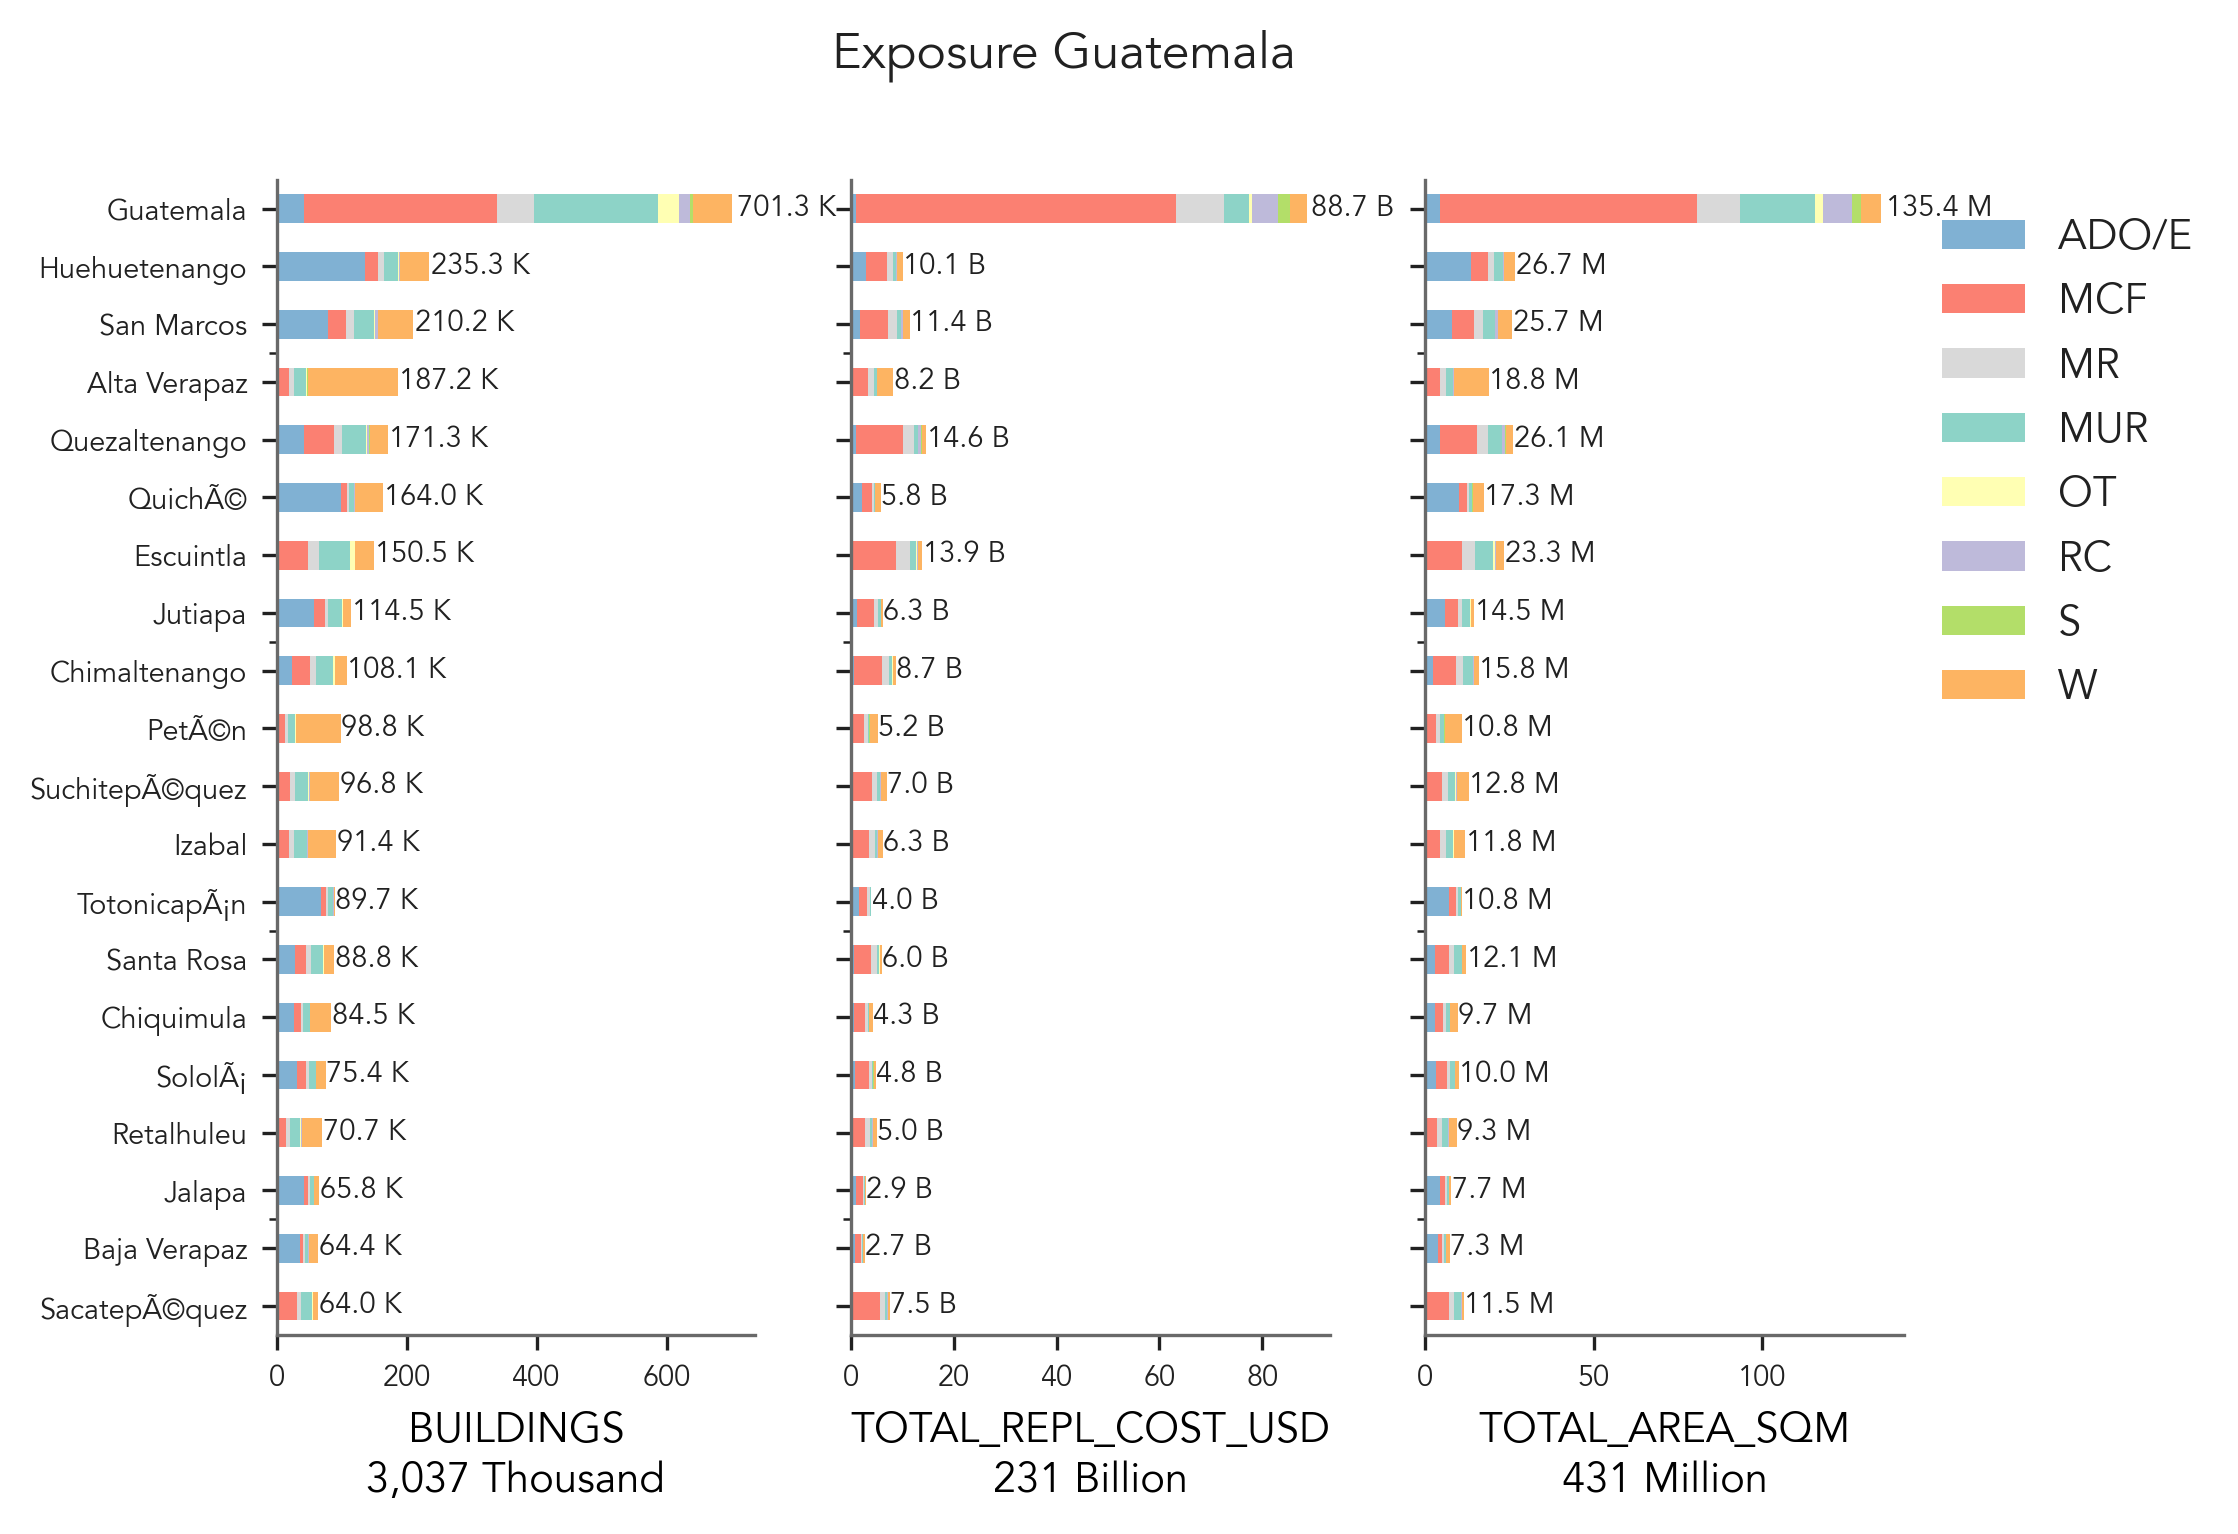 Exposure Guatemala
Guatemala 701.3 K 88.7 B 135.4 M
Huehuetenango 235.3 K 10.1 B 26.7 M
San Marcos 210.2 K 11.4 B 25.7 M
Alta Verapaz 187.2 K 8.2 B 18.8 M
Quezaltenango 171.3 K 14.6 B 26.1 M
QuichÃ© 164.0 K 5.8 B 17.3 M
Escuintla 150.5 K 13.9 B 23.3 M
Jutiapa 114.5 K 6.3 B 14.5 M
Chimaltenango 108.1 K 8.7 B 15.8 M
PetÃ©n 98.8 K 5.2 B 10.8 M
SuchitepÃ©quez 96.8 K 7.0 B 12.8 M
Izabal 91.4 K 6.3 B 11.8 M
TotonicapÃ¡n 89.7 K 4.0 B 10.8 M
Santa Rosa 88.8 K 6.0 B 12.1 M
Chiquimula 84.5 K 4.3 B 9.7 M
SololÃ¡ 75.4 K 4.8 B 10.0 M
Retalhuleu 70.7 K 5.0 B 9.3 M
Jalapa 65.8 K 2.9 B 7.7 M
Baja Verapaz 64.4 K 2.7 B 7.3 M
SacatepÃ©quez 64.0 K 7.5 B 11.5 M
0 200 400 600
BUILDINGS
3,037 Thousand
0 20 40 60 80
TOTAL_REPL_COST_USD
231 Billion
0 50 100
TOTAL_AREA_SQM
431 Million
ADO/E
MCF
MR
MUR
OT
RC
S
W